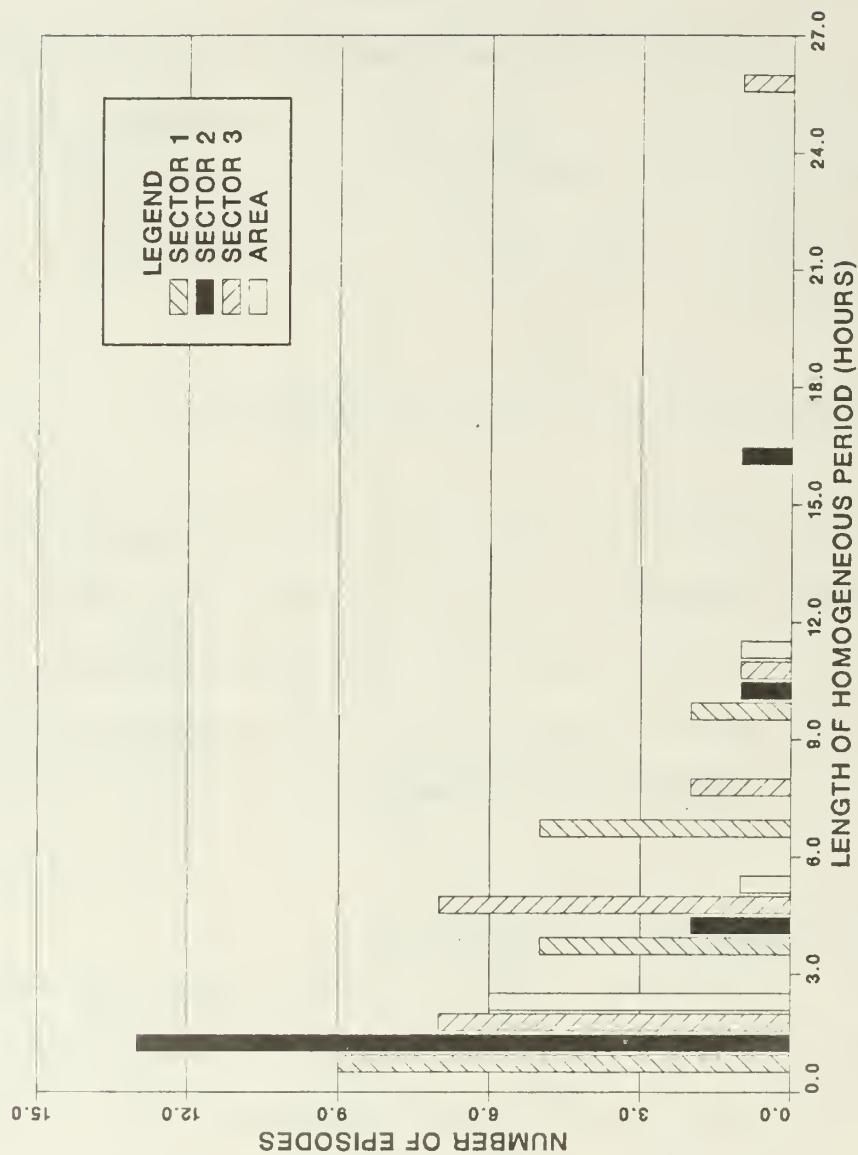 NUMBER OF EPISODES
15.0
12.0
9.0
6.0
3.0
0.0
LEGEND
SECTOR 1
SECTOR 2
SECTOR 3
AREA
0.0
3.0
6.0
9.0
12.0
15.0
18.0
21.0
24.0
27.0
LENGTH OF HOMOGENEOUS PERIOD (HOURS)